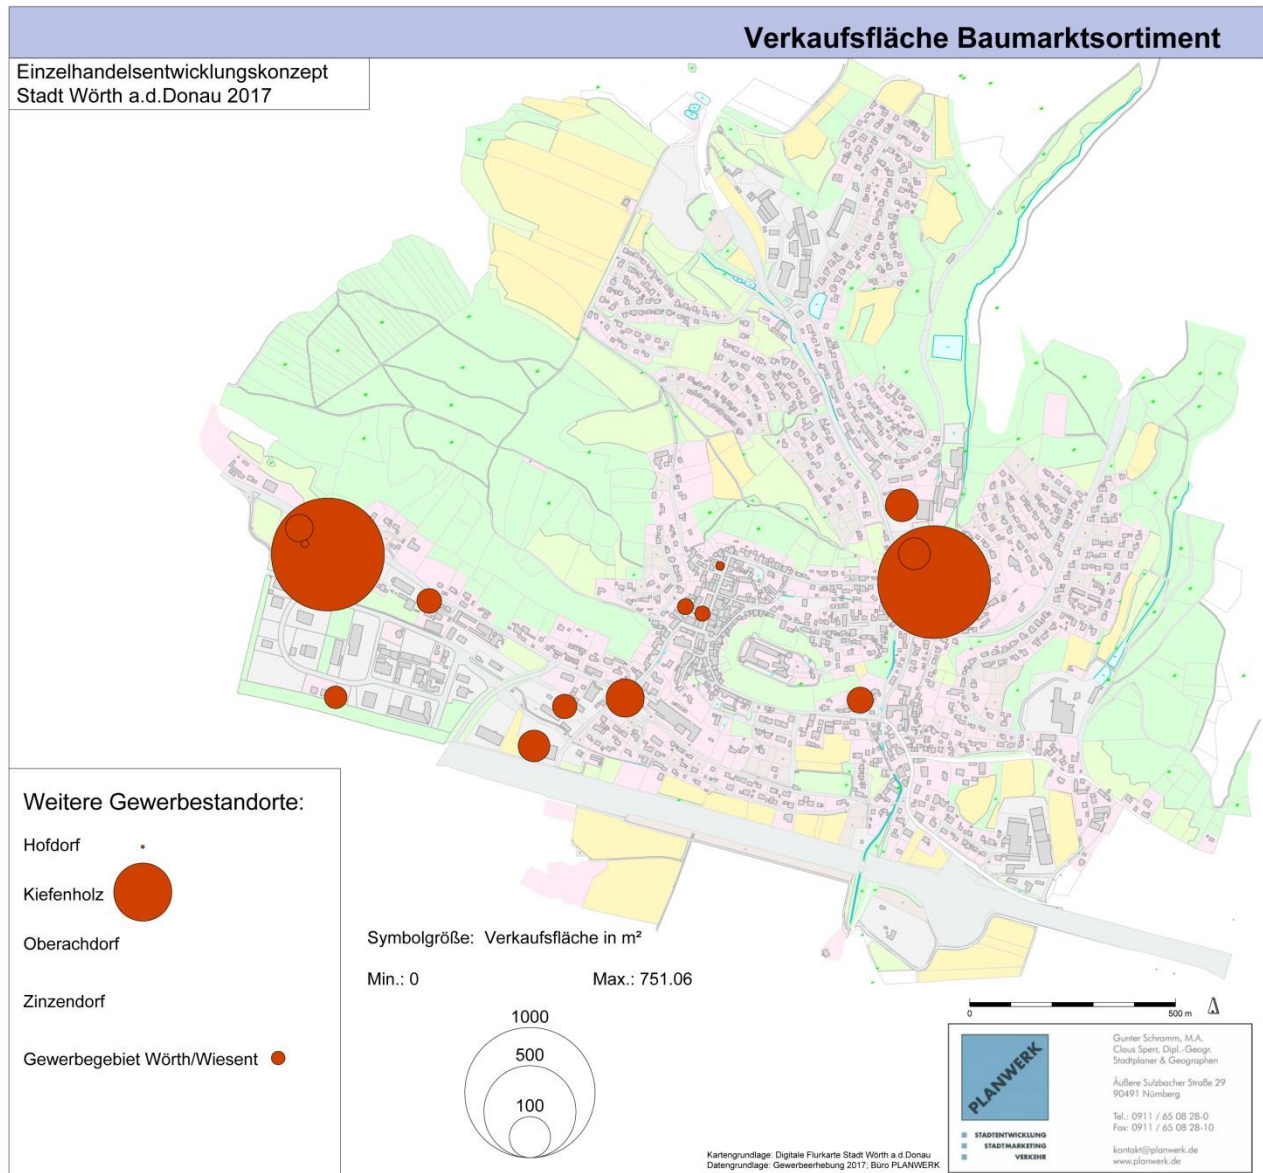 Verkaufsfläche Baumarktsortiment
Einzelhandelsentwicklungskonzept
Stadt Wörth a.d.Donau 2017
Weitere Gewerbestandorte:
Hofdorf
Kiefenholz
Oberachdorf
Zinzendorf
Gewerbegebiet Wörth/Wiesent
Symbolgröße: Verkaufsfläche in m²
Min.: 0 Max.: 751.06
1000
500
100
0 500 m
PLANWERK
STADTENTWICKLUNG
STADTMARKETING
VERKEHR
Gunter Schramm, M.A.
Claus Sperr, Dipl.-Geogr.
Stadtplaner & Geographen
Äußere Sulzbacher Straße 29
90491 Nürnberg
Tel.: 0911 / 65 08 28-0
Fax: 0911 / 65 08 28-10
kontakt@planwerk.de
www.planwerk.de
Kartengrundlage: Digitale Flurkarte Stadt Wörth a.d.Donau
Datengrundlage: Gewerbeerhebung 2017; Büro PLANWERK